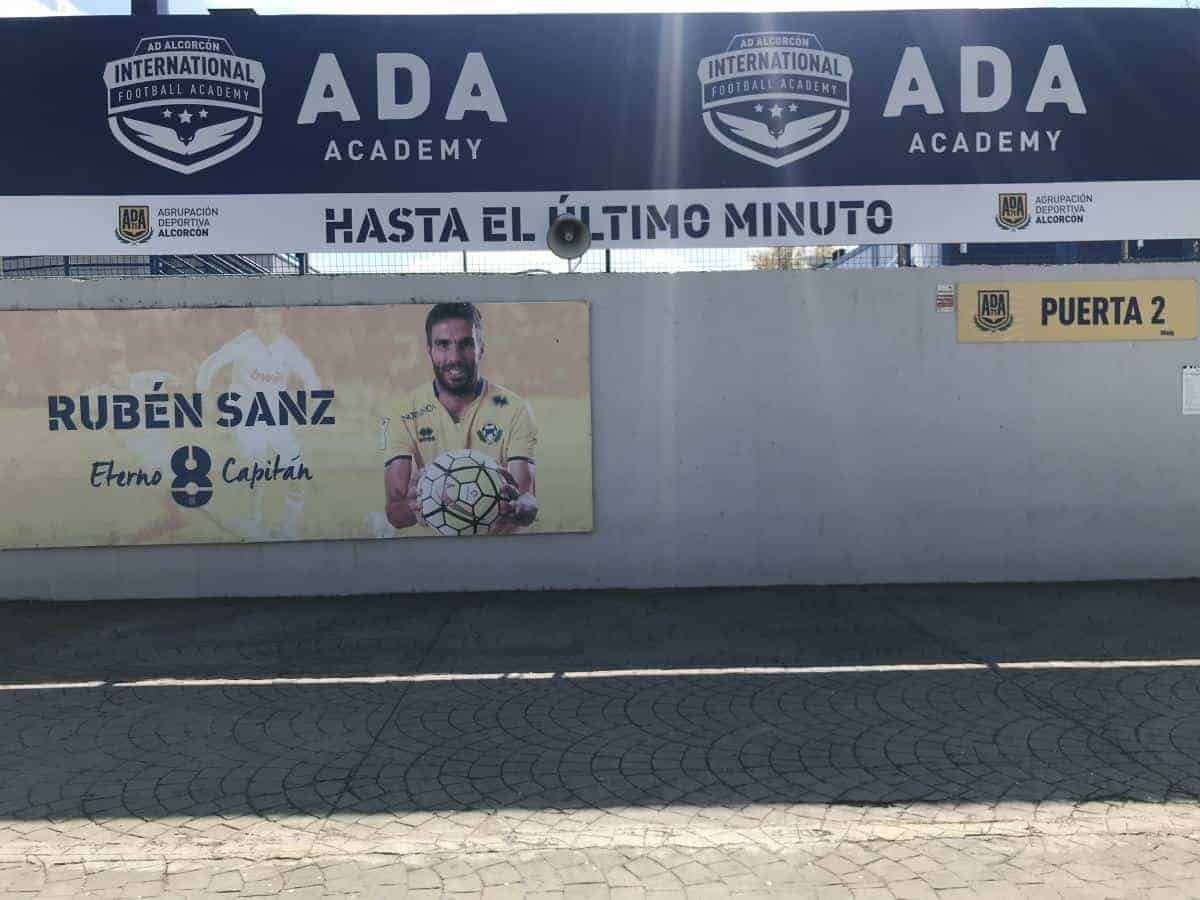 AD ALCORCÓN
INTERNATIONAL
FOOTBALL ACADEMY
ADA
ACADEMY
AD ALCORCÓN
INTERNATIONAL
FOOTBALL ACADEMY
ADA
ACADEMY
ADA
AGRUPACIÓN
DEPORTIVA
ALCORCÓN
HASTA EL ÚLTIMO MINUTO
ADA
AGRUPACIÓN
DEPORTIVA
ALCORCÓN
ADA
PUERTA 2
RUBÉN SANZ
Eterno 8 Capitán
bwin